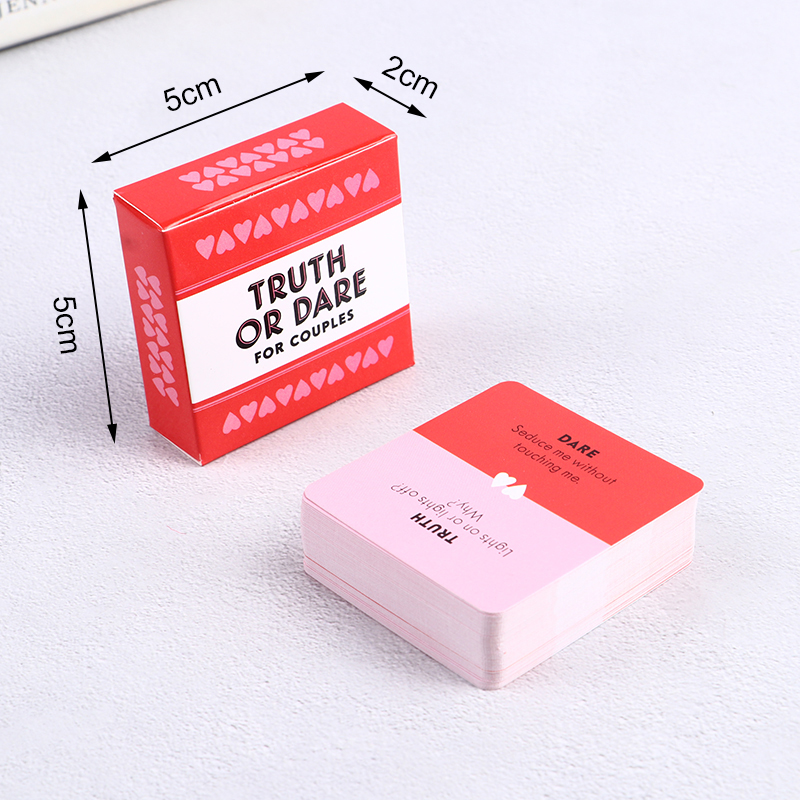 5cm
2cm
5cm
TRUTH
OR DARE
FOR COUPLES
DARE
Seduce me without
touching me.
TRUTH
Lights on or lights off?
Why?